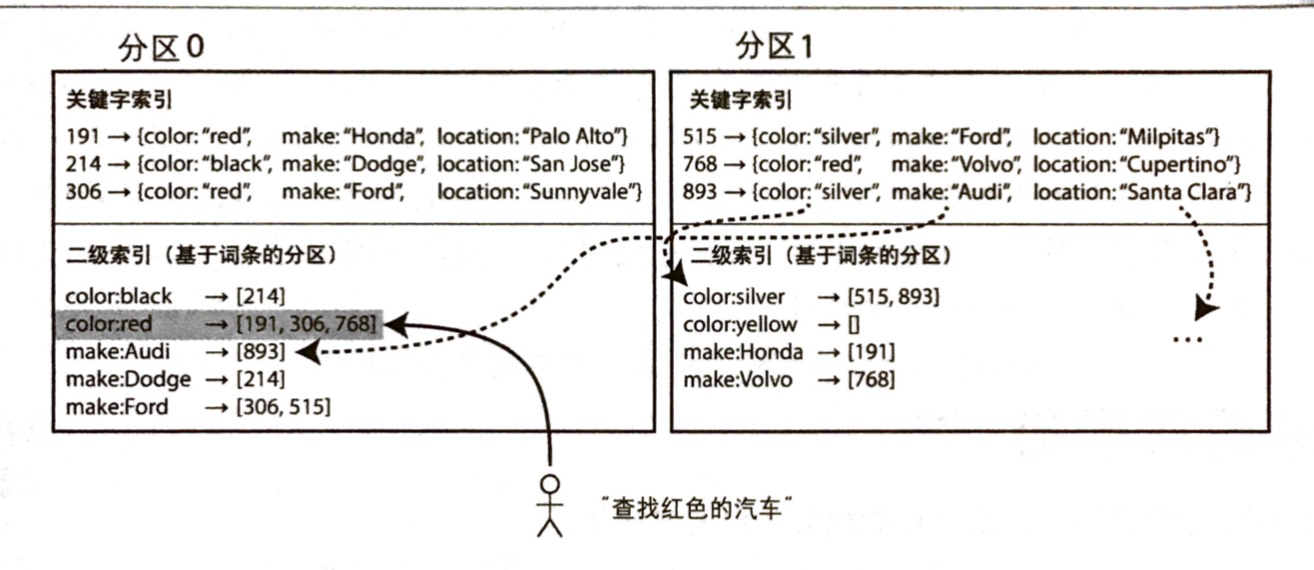 分区0
关键字索引
191 → {color: “red”, make: “Honda”, location: “Palo Alto”}
214 → {color: “black”, make: “Dodge”, location: “San Jose”}
306 → {color: “red”, make: “Ford”, location: “Sunnyvale”}
二级索引（基于词条的分区）
color:black → [214]
color:red → [191, 306, 768]
make:Audi → [893]
make:Dodge → [214]
make:Ford → [306, 515]
分区1
关键字索引
515 → {color: “silver”, make: “Ford”, location: “Milpitas”}
768 → {color: “red”, make: “Volvo”, location: “Cupertino”}
893 → {color: “silver”, make: “Audi”, location: “Santa Clara”}
二级索引（基于词条的分区）
color:silver → [515, 893]
color:yellow → []
make:Honda → [191]
make:Volvo → [768]
...
“查找红色的汽车”